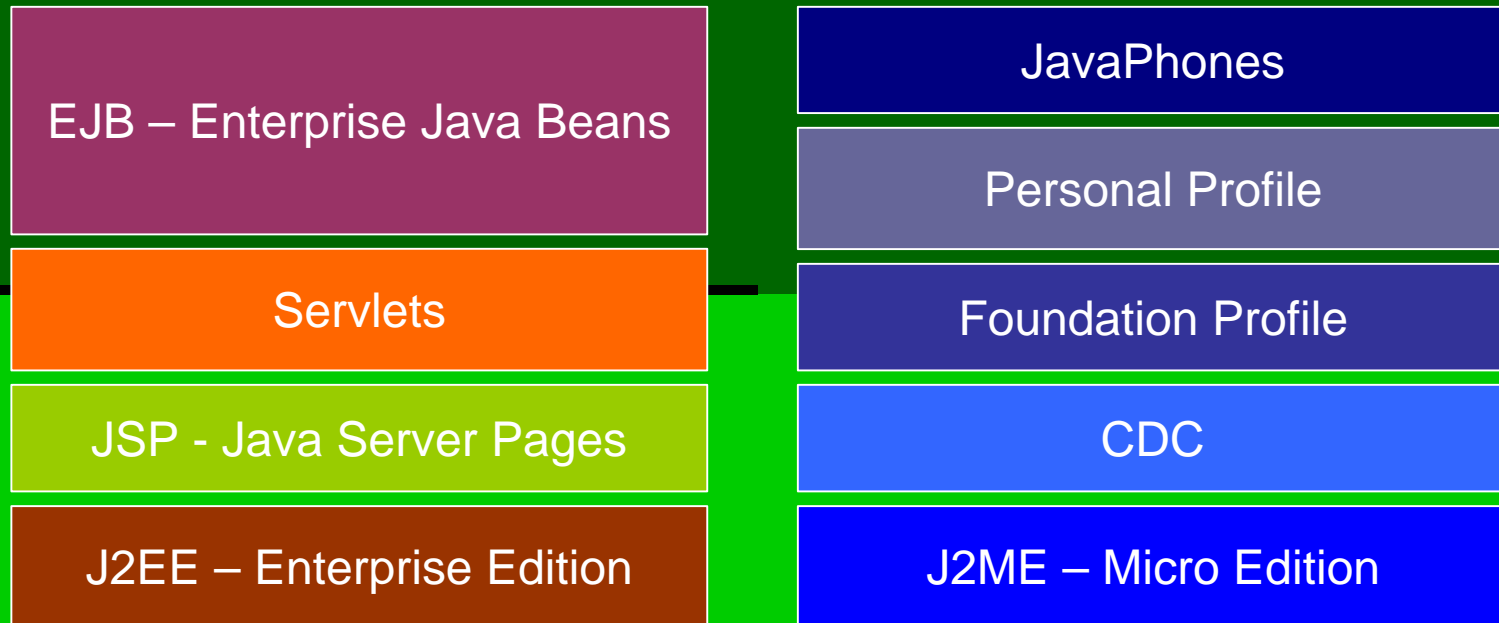 EJB – Enterprise Java Beans
Servlets
JSP - Java Server Pages
J2EE – Enterprise Edition
JavaPhones
Personal Profile
Foundation Profile
CDC
J2ME – Micro Edition